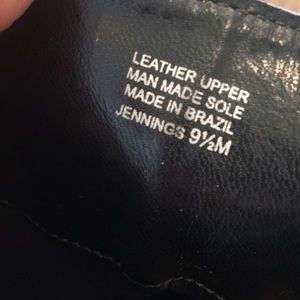 LEATHER UPPER
MAN MADE SOLE
MADE IN BRAZIL
JENNINGS 9½M